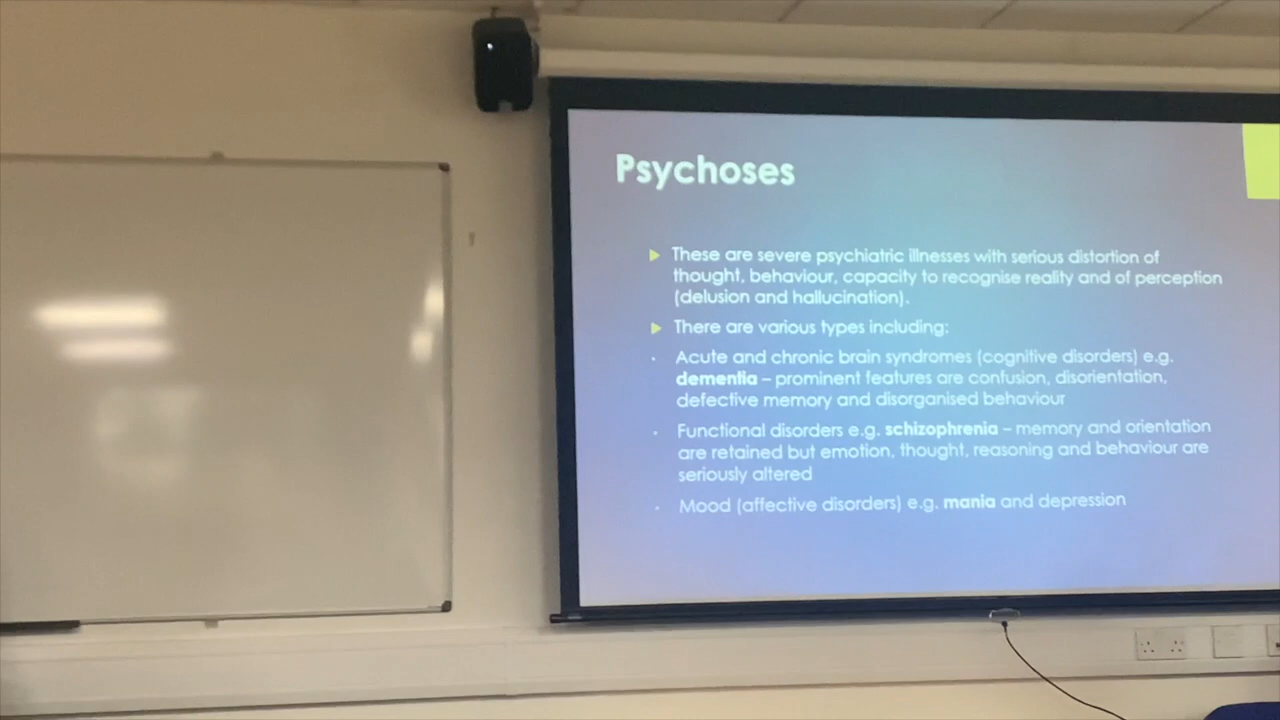 Psychoses
These are severe psychiatric illnesses with serious distortion of
thought, behaviour, capacity to recognise reality and of perception
(delusion and hallucination).
There are various types including:
Acute and chronic brain syndromes (cognitive disorders) e.g.
dementia – prominent features are confusion, disorientation,
defective memory and disorganised behaviour
Functional disorders e.g. schizophrenia – memory and orientation
are retained but emotion, thought, reasoning and behaviour are
seriously altered
Mood (affective disorders) e.g. mania and depression